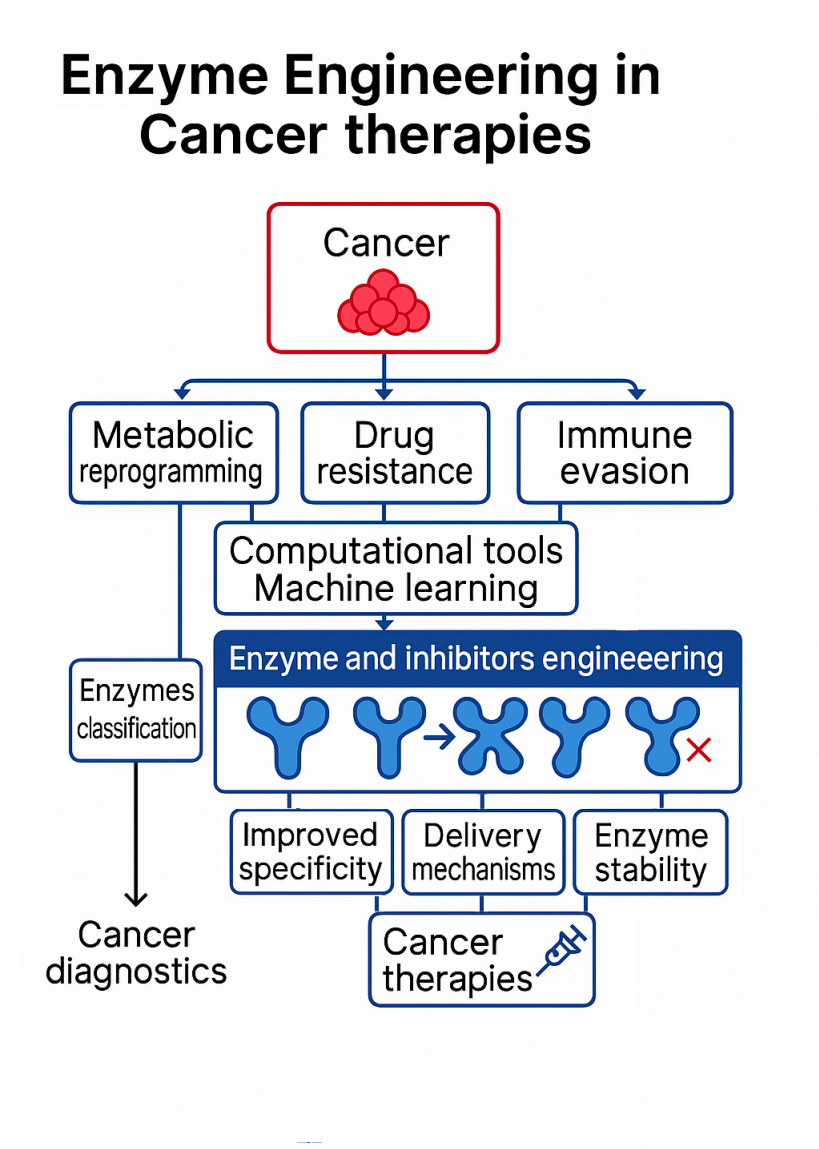 Enzyme Engineering in
Cancer therapies
Cancer
Metabolic
reprogramming
Drug
resistance
Immune
evasion
Computational tools
Machine learning
Enzyme and inhibitors engineeering
Enzymes
classification
Improved
specificity
Delivery
mechanisms
Enzyme
stability
Cancer
diagnostics
Cancer
therapies